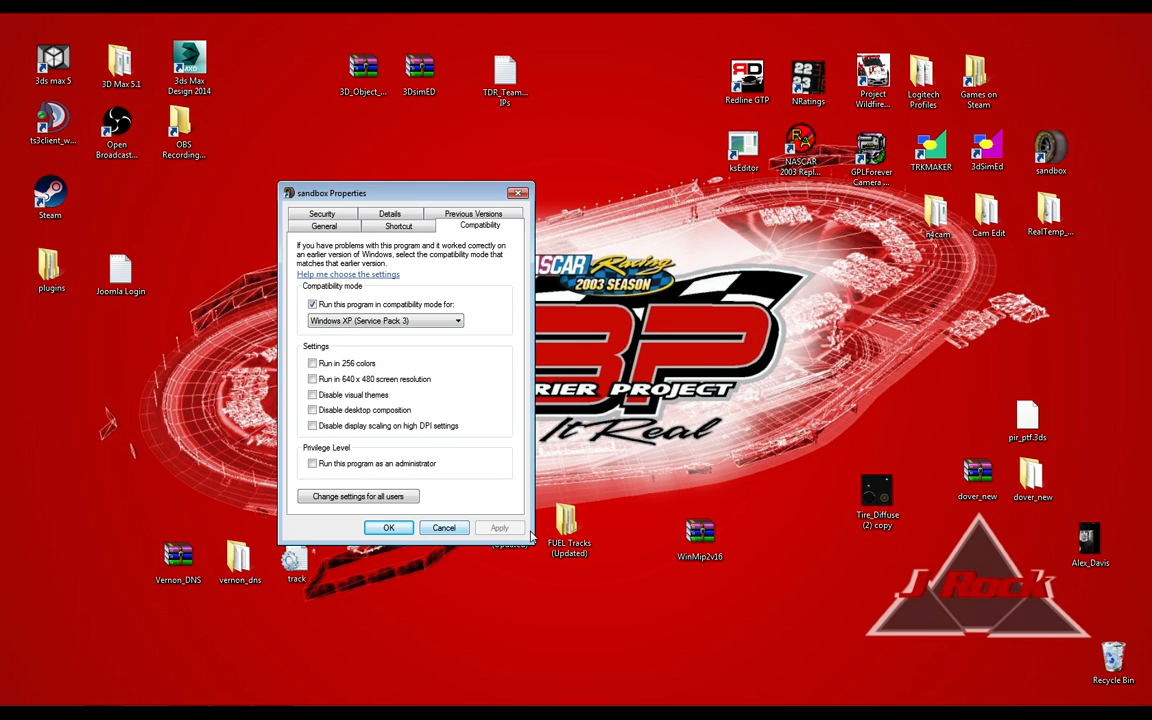 3ds max 5
3D Max 5.1
3ds Max
Design 2014
3D_Object_...
3DsimED
TDR_Team...
IPs
Redline GTP
NRatings
Project
Wildfire...
Logitech
Profiles
Games on
Steam
ts3client_w...
Open
Broadcast...
OBS
Recording...
ksEditor
NASCAR
2003 Repl...
GPLForever
Camera ...
TRKMAKER
3dSimEd
sandbox
Steam
n4cam
Cam Edit
RealTemp_...
plugins
Joomla Login
sandbox Properties
Security
Details
Previous Versions
General
Shortcut
Compatibility
If you have problems with this program and it worked correctly on
an earlier version of Windows, select the compatibility mode that
matches that earlier version.
Help me choose the settings
Compatibility mode
Run this program in compatibility mode for:
Windows XP (Service Pack 3)
Settings
Run in 256 colors
Run in 640 x 480 screen resolution
Disable visual themes
Disable desktop composition
Disable display scaling on high DPI settings
Privilege Level
Run this program as an administrator
Change settings for all users
OK
Cancel
Apply
SCAR Racing
2003 SEASON
BP
RIER PROJECT
It Real
pir_ptf.3ds
dover_new
dover_new
Tire_Diffuse
(2) copy
(Updated)
FUEL Tracks
(Updated)
WinMip2v16
Alex_Davis
Vernon_DNS
vernon_dns
track
J Rock
Recycle Bin